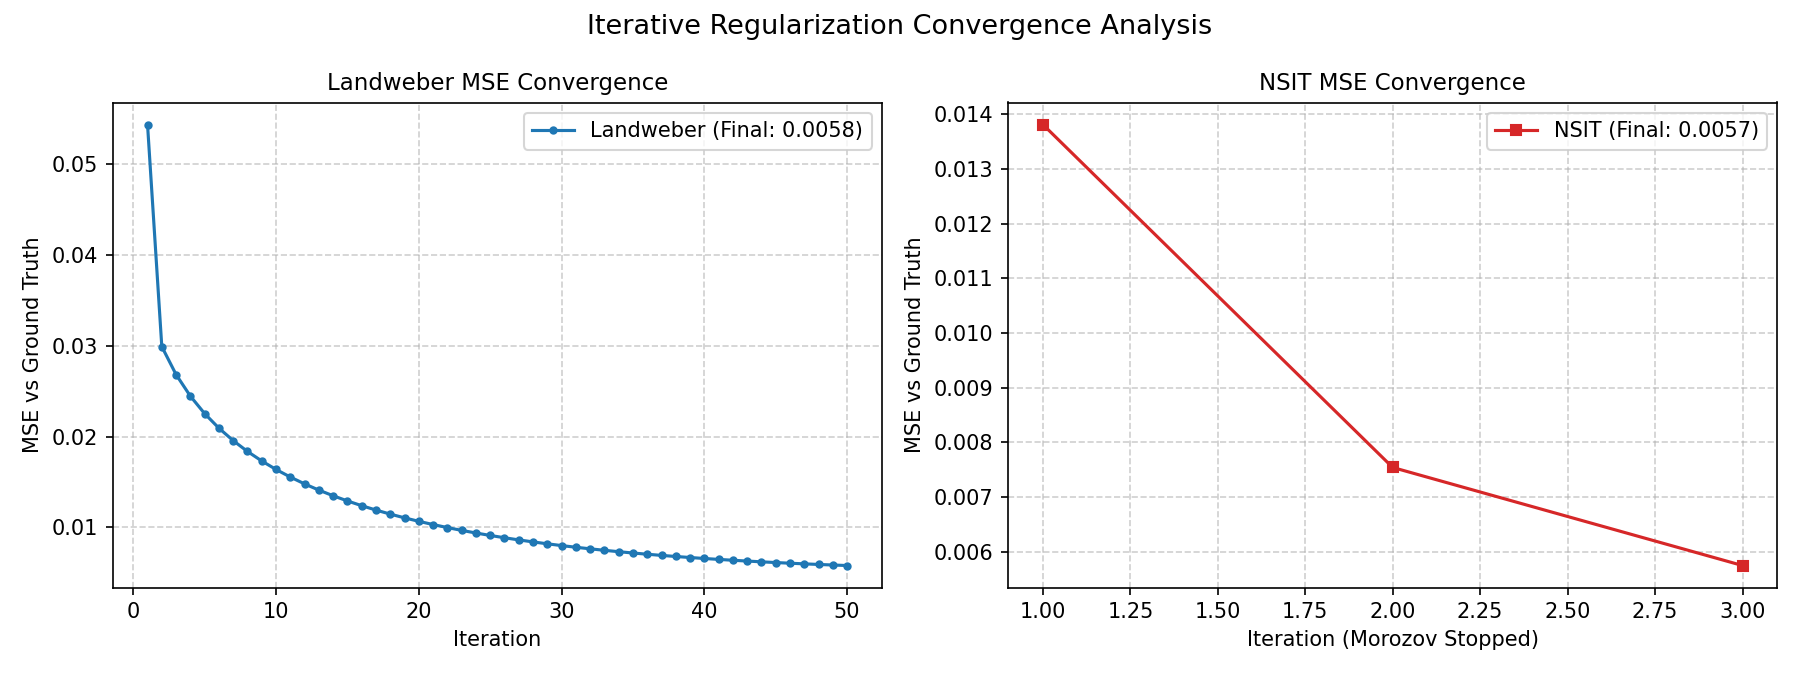 Iterative Regularization Convergence Analysis
Landweber MSE Convergence
Landweber (Final: 0.0058)
MSE vs Ground Truth
0.05
0.04
0.03
0.02
0.01
0 10 20 30 40 50
Iteration
NSIT MSE Convergence
NSIT (Final: 0.0057)
MSE vs Ground Truth
0.014
0.013
0.012
0.011
0.010
0.009
0.008
0.007
0.006
1.00 1.25 1.50 1.75 2.00 2.25 2.50 2.75 3.00
Iteration (Morozov Stopped)